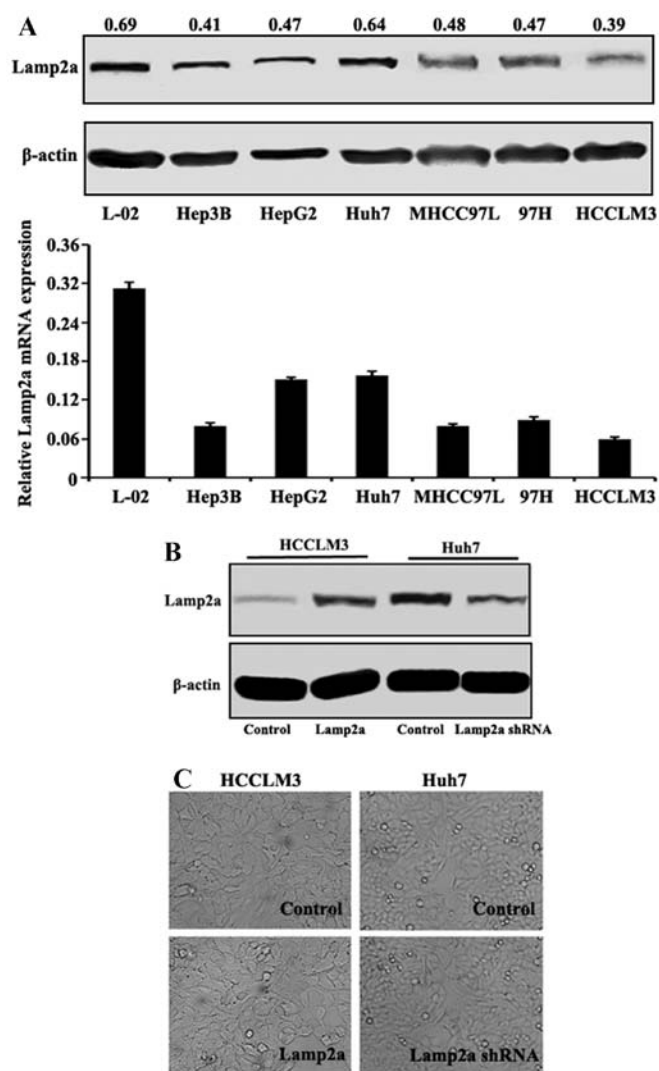 A
0.69 0.41 0.47 0.64 0.48 0.47 0.39
Lamp2a
β-actin
L-02 Hep3B HepG2 Huh7 MHCC97L 97H HCCLM3
Relative Lamp2a mRNA expression
0.36
0.32
0.24
0.18
0.12
0.06
0
L-02 Hep3B HepG2 Huh7 MHCC97L 97H HCCLM3
B
HCCLM3 Huh7
Lamp2a
β-actin
Control Lamp2a Control Lamp2a shRNA
C
HCCLM3 Huh7
Control Control
Lamp2a Lamp2a shRNA